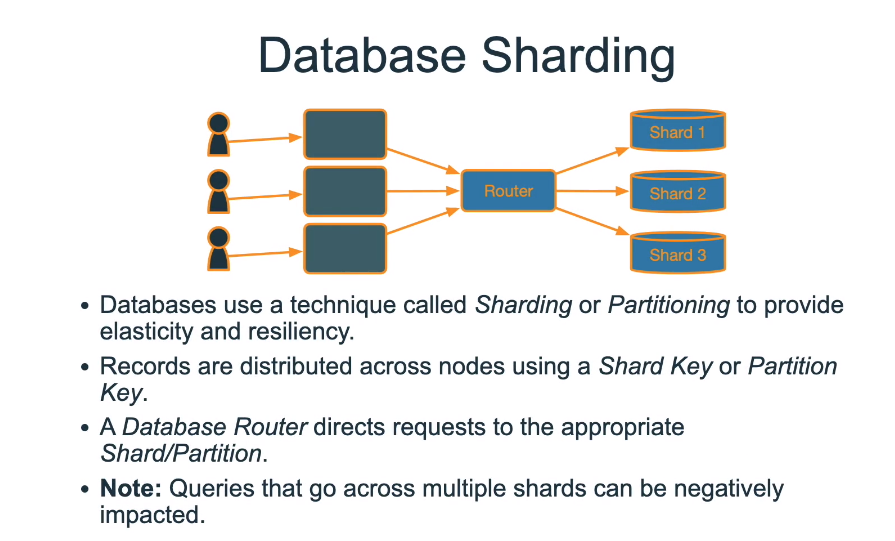 Database Sharding
Shard 1
Router
Shard 2
Shard 3
• Databases use a technique called Sharding or Partitioning to provide
elasticity and resiliency.
• Records are distributed across nodes using a Shard Key or Partition
Key.
• A Database Router directs requests to the appropriate
Shard/Partition.
• Note: Queries that go across multiple shards can be negatively
impacted.